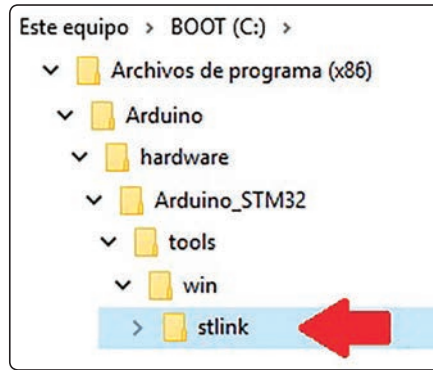 Este equipo > BOOT (C:) >
Archivos de programa (x86)
Arduino
hardware
Arduino_STM32
tools
win
stlink